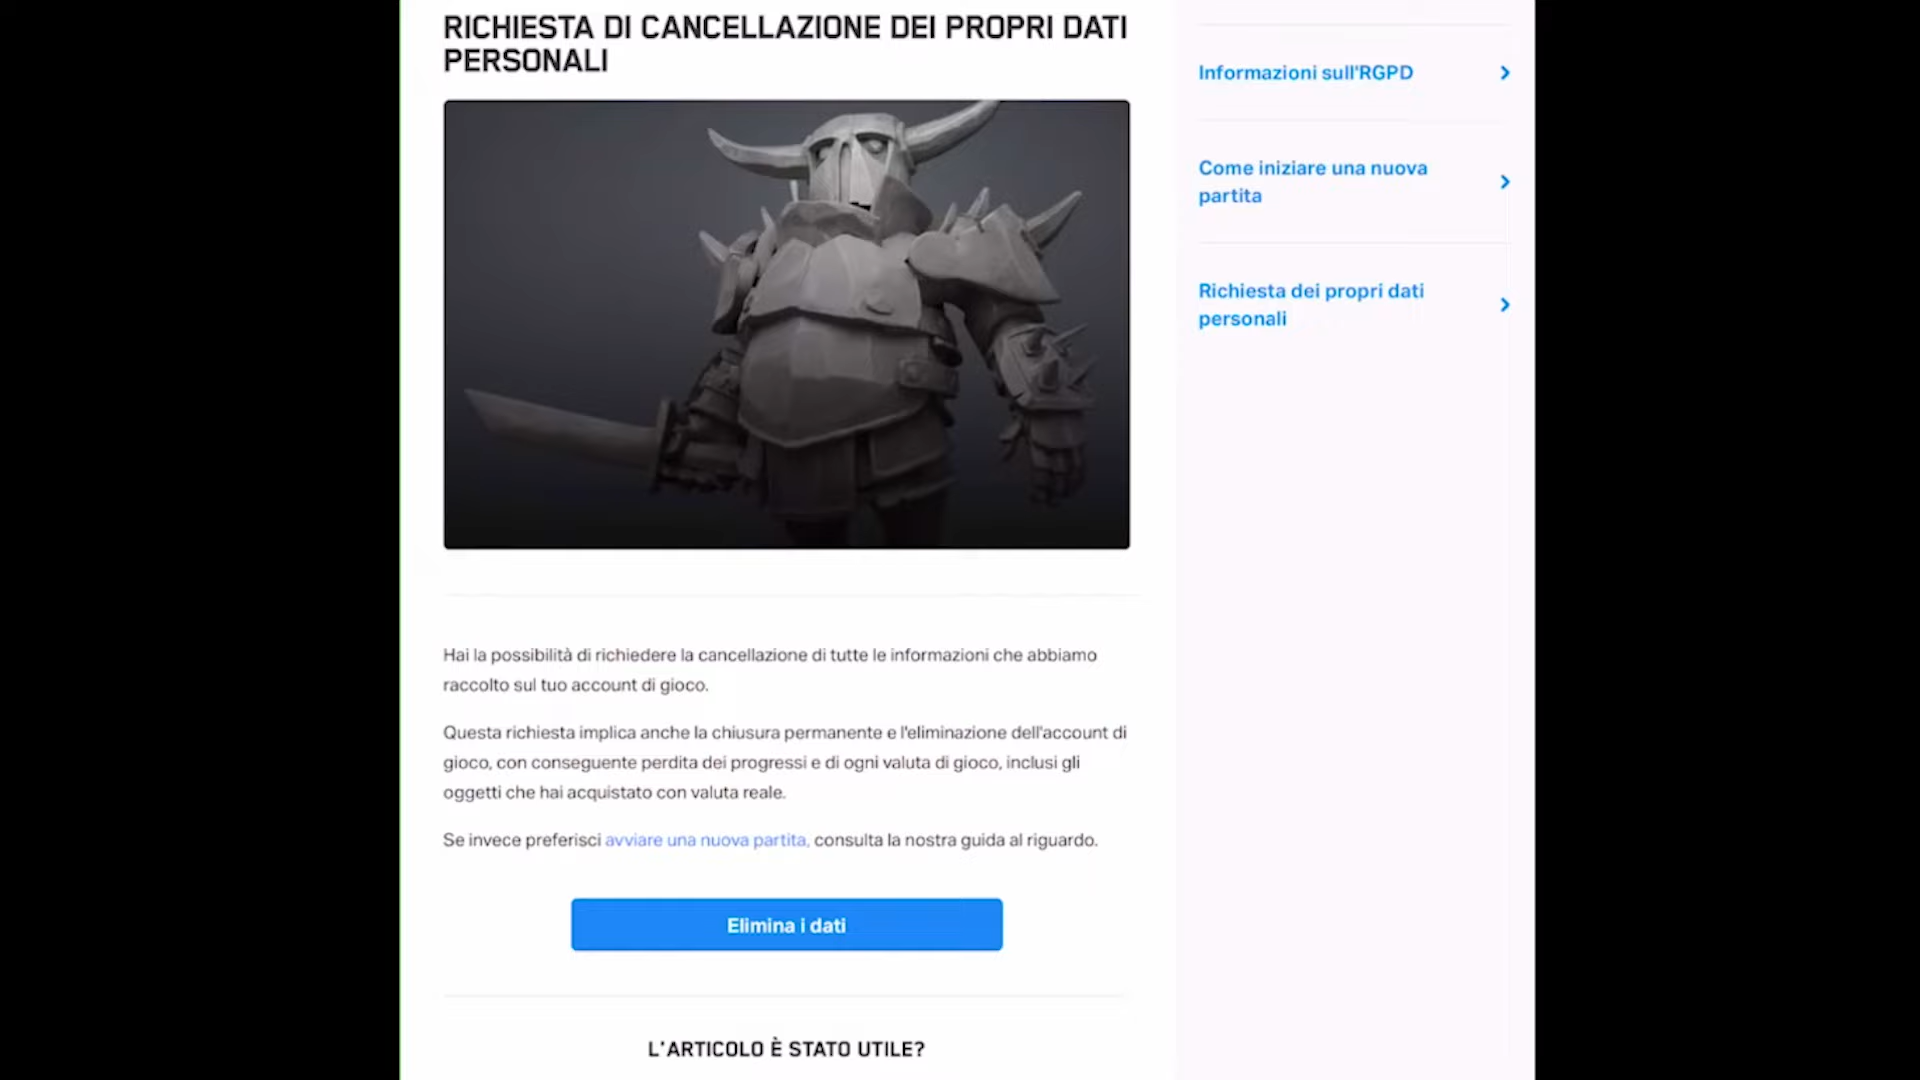 RICHIESTA DI CANCELLAZIONE DEI PROPRI DATI
PERSONALI
Hai la possibilità di richiedere la cancellazione di tutte le informazioni che abbiamo
raccolto sul tuo account di gioco.
Questa richiesta implica anche la chiusura permanente e l'eliminazione dell'account di
gioco, con conseguente perdita dei progressi e di ogni valuta di gioco, inclusi gli
oggetti che hai acquistato con valuta reale.
Se invece preferisci avviare una nuova partita, consulta la nostra guida al riguardo.
Elimina i dati
L'ARTICOLO È STATO UTILE?
Informazioni sull'RGPD
Come iniziare una nuova
partita
Richiesta dei propri dati
personali